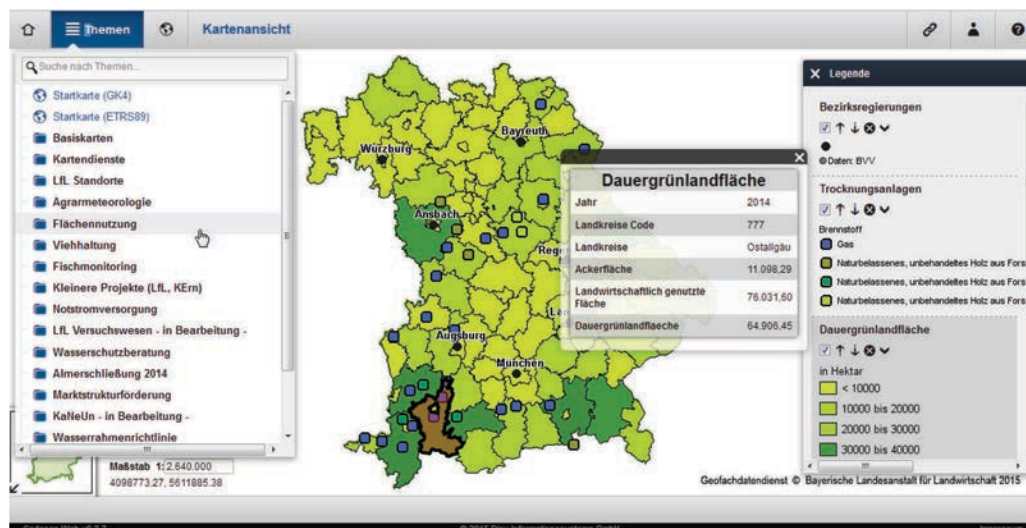 Themen
Kartenansicht
Suche nach Themen...
Startkarte (GK4)
Startkarte (ETRS89)
Basiskarten
Kartendienste
LfL Standorte
Agrarmeteorologie
Flächennutzung
Viehhaltung
Fischmonitoring
Kleinere Projekte (LfL, KErn)
Notstromversorgung
LfL Versuchswesen - in Bearbeitung -
Wasserschutzberatung
Almerschließung 2014
Marktstrukturförderung
KaNeUn - in Bearbeitung -
Wasserrahmenrichtlinie
Maßstab 1: 2.640.000
4098773.27, 5611885.38
Bayreuth
Würzburg
Ansbach
Rege
La
Augsburg
München
Dauergrünlandfläche
Jahr 2014
Landkreise Code 777
Landkreise Ostallgäu
Ackerfläche 11.098,29
Landwirtschaftlich genutzte
Fläche 76.031,60
Dauergrünlandflaeche 64.906,45
Legende
Bezirksregierungen
© Daten: BVV
Trocknungsanlagen
Brennstoff
Gas
Naturbelassenes, unbehandeltes Holz aus Fors
Naturbelassenes, unbehandeltes Holz aus Fors
Naturbelassenes, unbehandeltes Holz aus Fors
Dauergrünlandfläche
in Hektar
< 10000
10000 bis 20000
20000 bis 30000
30000 bis 40000
Geofachdatendienst © Bayerische Landesanstalt für Landwirtschaft 2015